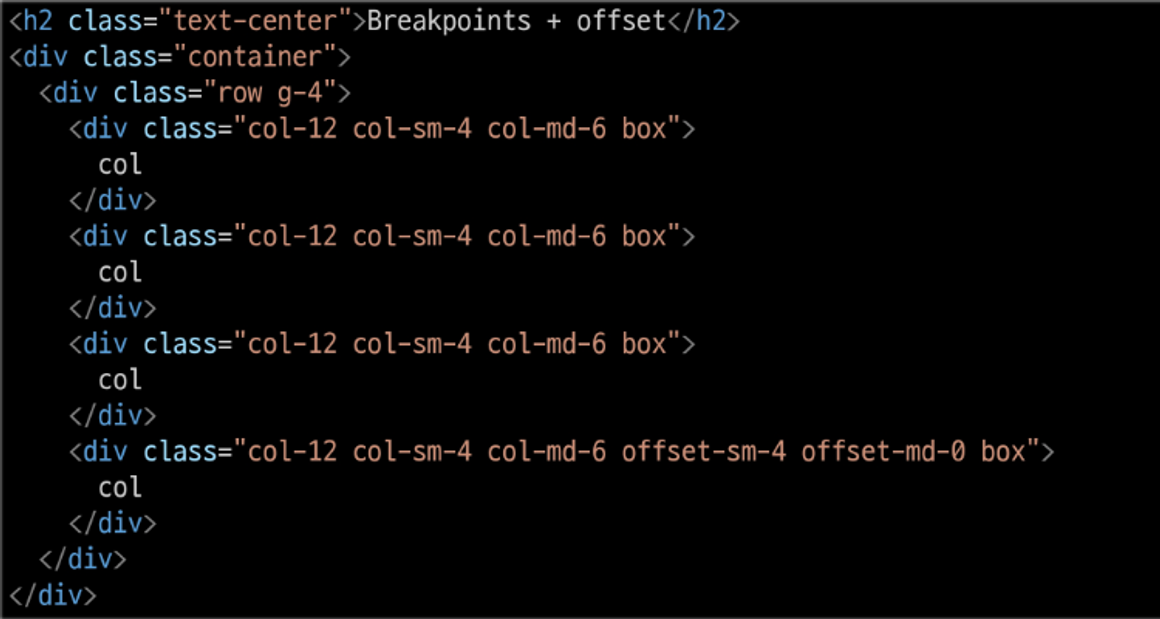 <h2 class="text-center">Breakpoints + offset</h2>
<div class="container">
  <div class="row g-4">
    <div class="col-12 col-sm-4 col-md-6 box">
      col
    </div>
    <div class="col-12 col-sm-4 col-md-6 box">
      col
    </div>
    <div class="col-12 col-sm-4 col-md-6 box">
      col
    </div>
    <div class="col-12 col-sm-4 col-md-6 offset-sm-4 offset-md-0 box">
      col
    </div>
  </div>
</div>